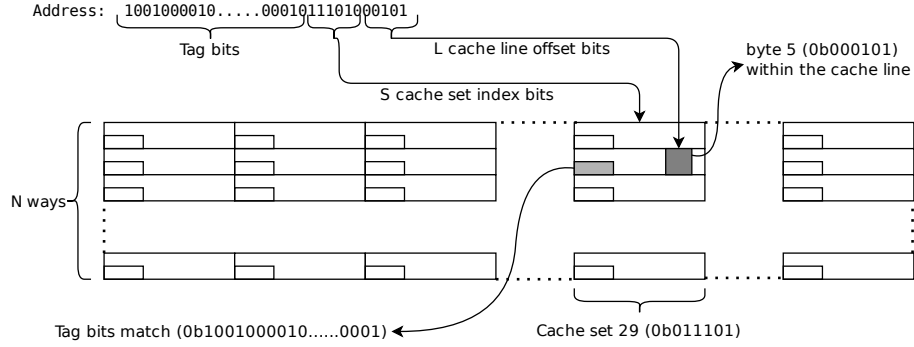 Address: 1001000010.....0001011101000101
Tag bits
L cache line offset bits
byte 5 (0b000101)
within the cache line
S cache set index bits
N ways
Tag bits match (0b1001000010......0001)
Cache set 29 (0b011101)